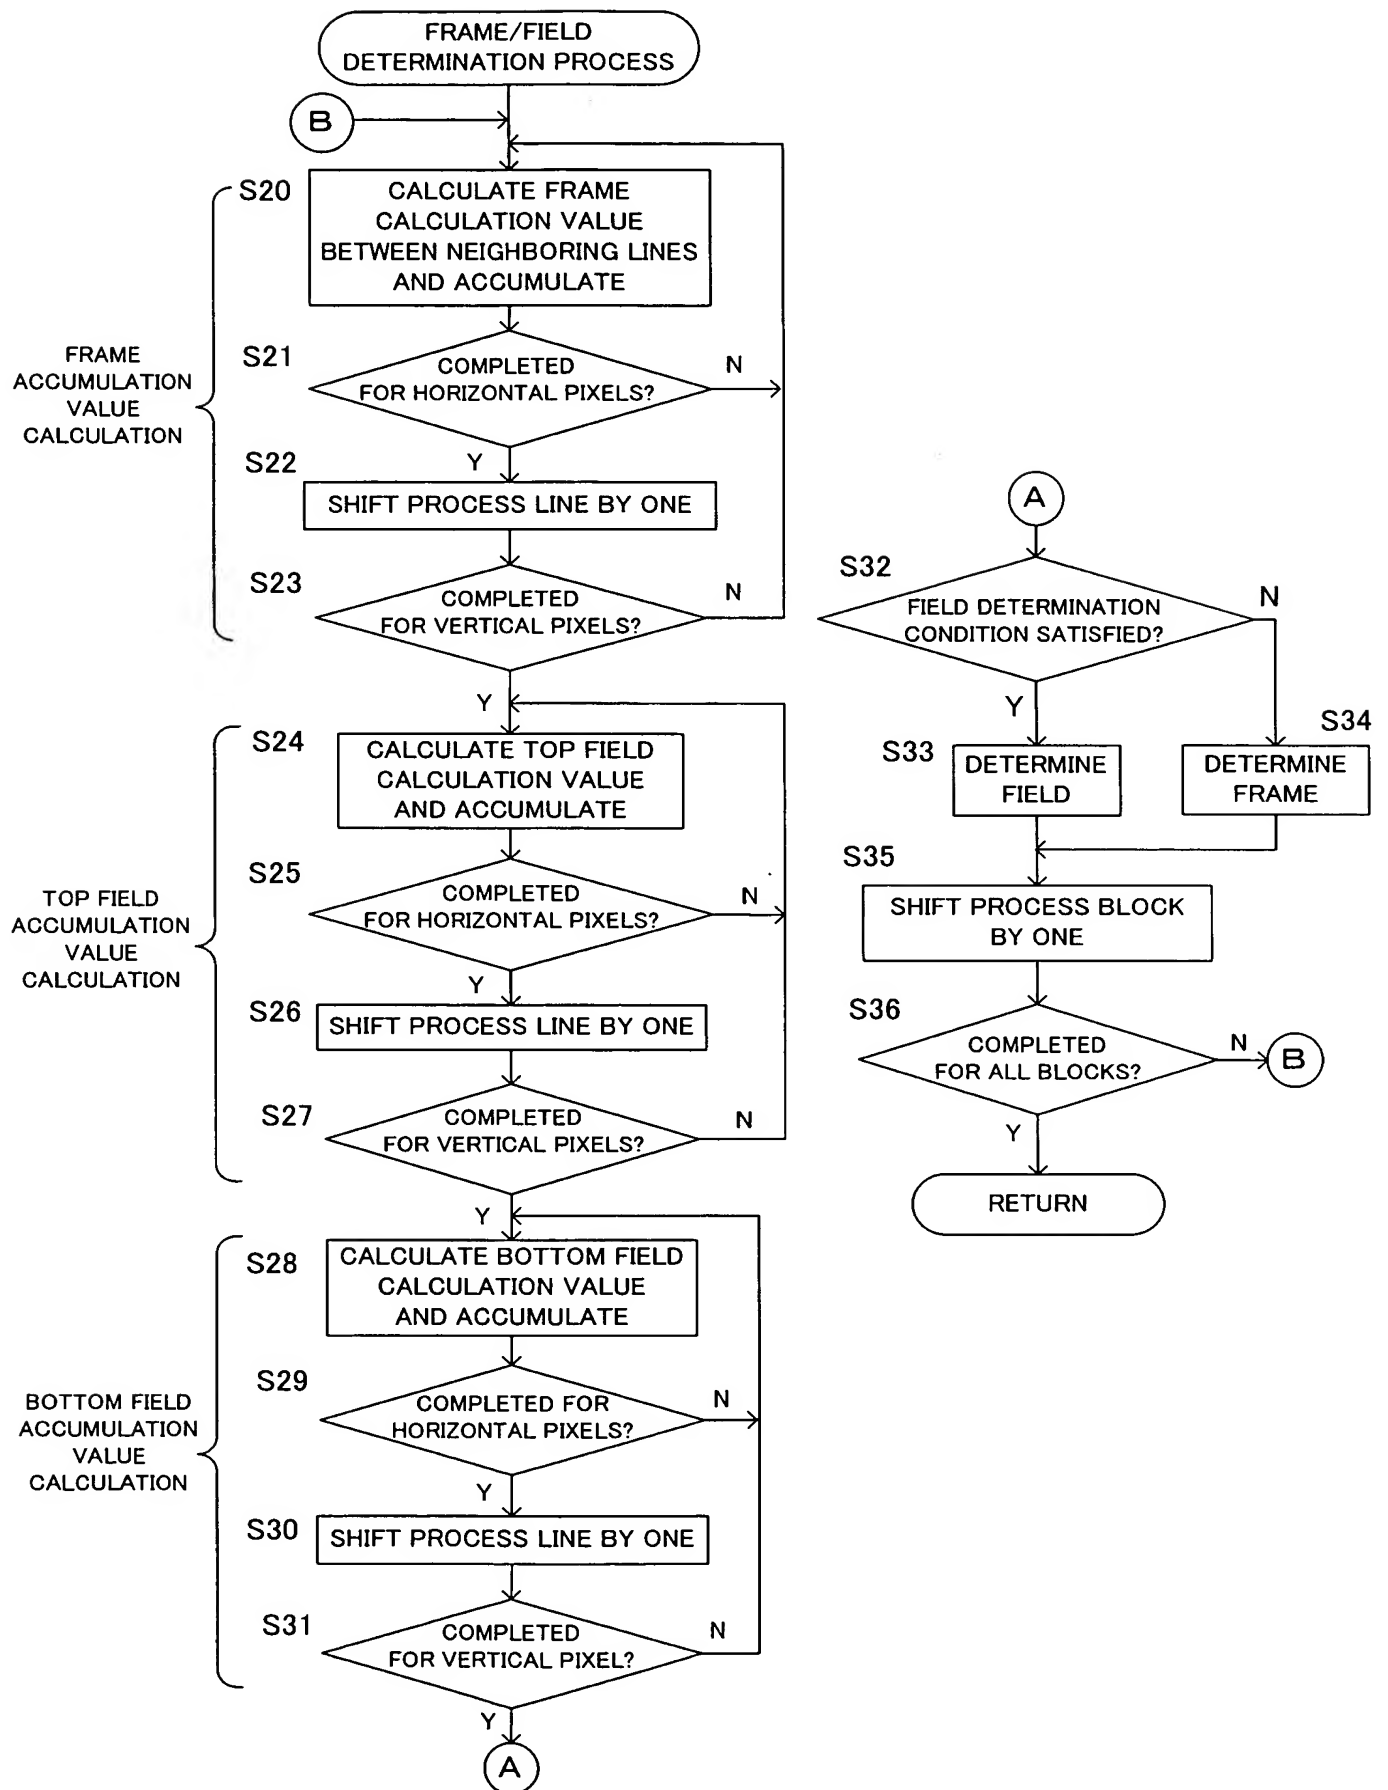 FRAME/FIELD
DETERMINATION PROCESS
B
S20
CALCULATE FRAME
CALCULATION VALUE
BETWEEN NEIGHBORING LINES
AND ACCUMULATE
FRAME
ACCUMULATION
VALUE
CALCULATION
S21
COMPLETED
FOR HORIZONTAL PIXELS?
N
Y
S22
SHIFT PROCESS LINE BY ONE
S23
COMPLETED
FOR VERTICAL PIXELS?
N
Y
S24
CALCULATE TOP FIELD
CALCULATION VALUE
AND ACCUMULATE
TOP FIELD
ACCUMULATION
VALUE
CALCULATION
S25
COMPLETED
FOR HORIZONTAL PIXELS?
N
Y
S26
SHIFT PROCESS LINE BY ONE
S27
COMPLETED
FOR VERTICAL PIXELS?
N
Y
S28
CALCULATE BOTTOM FIELD
CALCULATION VALUE
AND ACCUMULATE
BOTTOM FIELD
ACCUMULATION
VALUE
CALCULATION
S29
COMPLETED FOR
HORIZONTAL PIXELS?
N
Y
S30
SHIFT PROCESS LINE BY ONE
S31
COMPLETED
FOR VERTICAL PIXEL?
N
Y
A
A
S32
FIELD DETERMINATION
CONDITION SATISFIED?
N
Y
S33
DETERMINE
FIELD
S34
DETERMINE
FRAME
S35
SHIFT PROCESS BLOCK
BY ONE
S36
COMPLETED
FOR ALL BLOCKS?
N
B
Y
RETURN